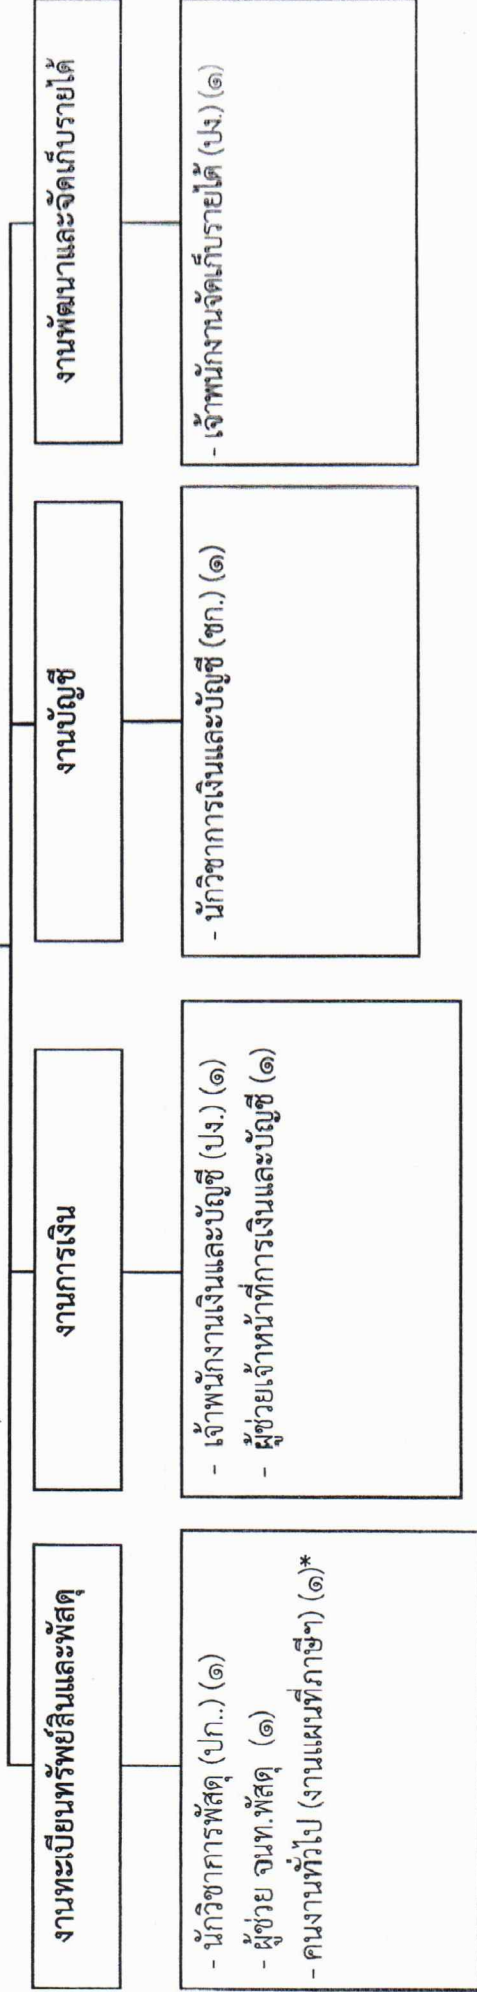 งานทะเบียนทรัพย์สินและพัสดุ
- นักวิชาการพัสดุ (ปก..) (๑)
- ผู้ช่วย จนท.พัสดุ (๑)
- คนงานทั่วไป (งานแผนที่ภาษีฯ) (๑)*
งานการเงิน
- เจ้าพนักงานเงินและบัญชี (ปง.) (๑)
- ผู้ช่วยเจ้าหน้าที่การเงินและบัญชี (๑)
งานบัญชี
- นักวิชาการเงินและบัญชี (ชก.) (๑)
งานพัฒนาและจัดเก็บรายได้
- เจ้าพนักงานจัดเก็บรายได้ (ปง.) (๑)